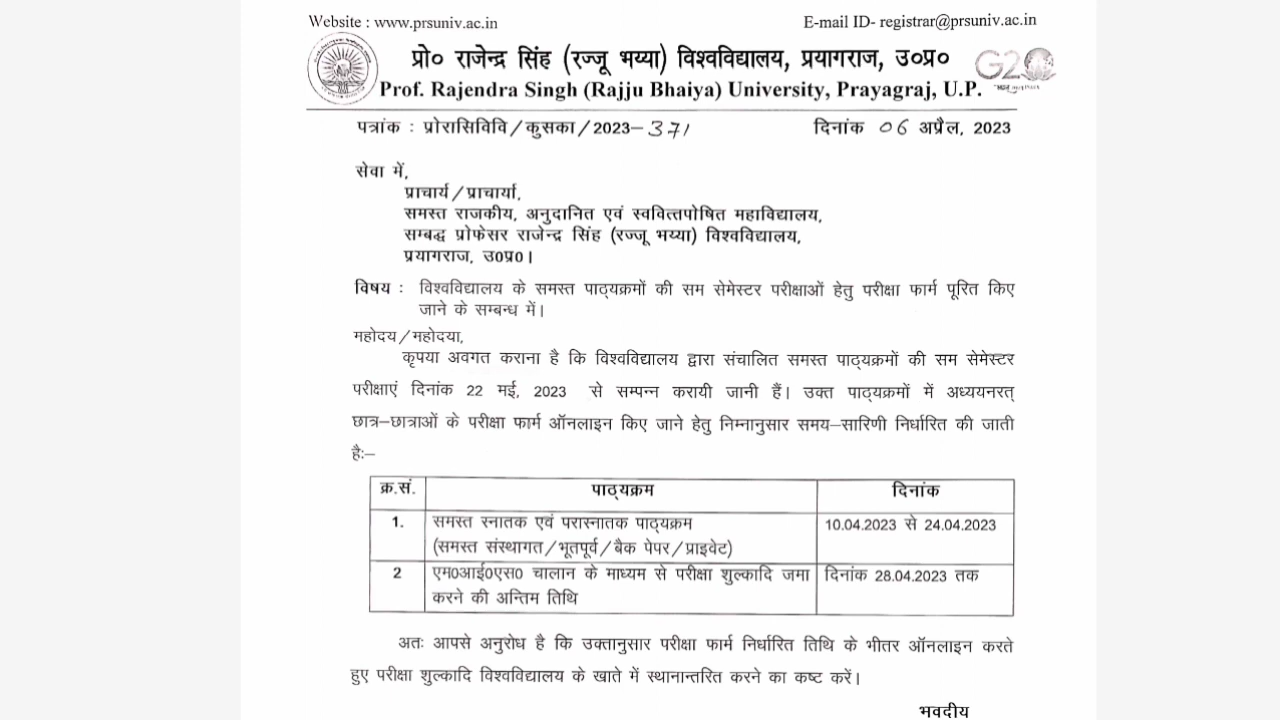 Website : www.prsuniv.ac.in E-mail ID- registrar@prsuniv.ac.in
प्रो० राजेन्द्र सिंह (रज्जू भय्या) विश्वविद्यालय, प्रयागराज, उ०प्र०
G20
Prof. Rajendra Singh (Rajju Bhaiya) University, Prayagraj, U.P.
पत्रांक : प्रोरासिविवि/कुसका/2023–371 दिनांक 06 अप्रैल, 2023
सेवा में,
प्राचार्य/प्राचार्या,
समस्त राजकीय, अनुदानित एवं स्ववित्तपोषित महाविद्यालय,
सम्बद्ध प्रोफेसर राजेन्द्र सिंह (रज्जू भय्या) विश्वविद्यालय,
प्रयागराज, उ0प्र0।
विषय : विश्वविद्यालय के समस्त पाठ्यक्रमों की सम सेमेस्टर परीक्षाओं हेतु परीक्षा फार्म पूरित किए
जाने के सम्बन्ध में।
महोदय/महोदया,
कृपया अवगत कराना है कि विश्वविद्यालय द्वारा संचालित समस्त पाठ्यक्रमों की सम सेमेस्टर
परीक्षाएं दिनांक 22 मई, 2023 से सम्पन्न करायी जानी हैं। उक्त पाठ्यक्रमों में अध्ययनरत्
छात्र–छात्राओं के परीक्षा फार्म ऑनलाइन किए जाने हेतु निम्नानुसार समय–सारिणी निर्धारित की जाती
है:–
क्र.सं. पाठ्यक्रम दिनांक
1. समस्त स्नातक एवं परास्नातक पाठ्यक्रम 10.04.2023 से 24.04.2023
(समस्त संस्थागत/भूतपूर्व/बैक पेपर/प्राइवेट)
2 एम0आई0एस0 चालान के माध्यम से परीक्षा शुल्कादि जमा दिनांक 28.04.2023 तक
करने की अन्तिम तिथि
अतः आपसे अनुरोध है कि उक्तानुसार परीक्षा फार्म निर्धारित तिथि के भीतर ऑनलाइन करते
हुए परीक्षा शुल्कादि विश्वविद्यालय के खाते में स्थानान्तरित करने का कष्ट करें।
भवदीय